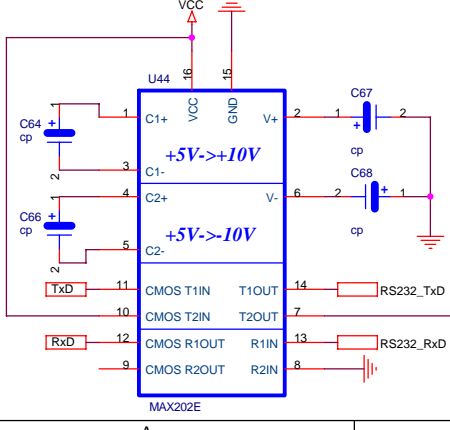 VCC
U44
16
15
VCC
GND
C64
cp
1
2
1
C1+
3
C1-
V+
2
1
C67
2
cp
+5V->+10V
C66
cp
1
2
4
C2+
5
C2-
V-
6
2
C68
1
cp
+5V->-10V
TxD
11
CMOS T1IN
T1OUT
14
RS232_TxD
10
CMOS T2IN
T2OUT
7
RxD
12
CMOS R1OUT
R1IN
13
RS232_RxD
9
CMOS R2OUT
R2IN
8
MAX202E